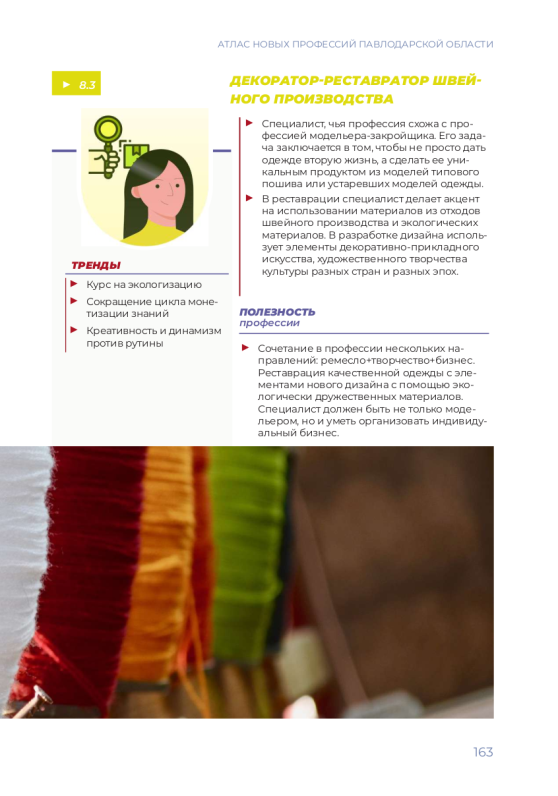 АТЛАС НОВЫХ ПРОФЕССИЙ ПАВЛОДАРСКОЙ ОБЛАСТИ
8.3
ДЕКОРАТОР-РЕСТАВРАТОР ШВЕЙ-
НОГО ПРОИЗВОДСТВА
Специалист, чья профессия схожа с про-
фессией модельера-закройщика. Его зада-
ча заключается в том, чтобы не просто дать
одежде вторую жизнь, а сделать ее уни-
кальным продуктом из моделей типового
пошива или устаревших моделей одежды.
В реставрации специалист делает акцент
на использовании материалов из отходов
швейного производства и экологических
материалов. В разработке дизайна исполь-
зует элементы декоративно-прикладного
искусства, художественного творчества
культуры разных стран и разных эпох.
ТРЕНДЫ
Курс на экологизацию
Сокращение цикла моне-
тизации знаний
Креативность и динамизм
против рутины
ПОЛЕЗНОСТЬ
профессии
Сочетание в профессии нескольких на-
правлений: ремесло+творчество+бизнес.
Реставрация качественной одежды с эле-
ментами нового дизайна с помощью эко-
логически дружественных материалов.
Специалист должен быть не только моде-
льером, но и уметь организовать индивиду-
альный бизнес.
163